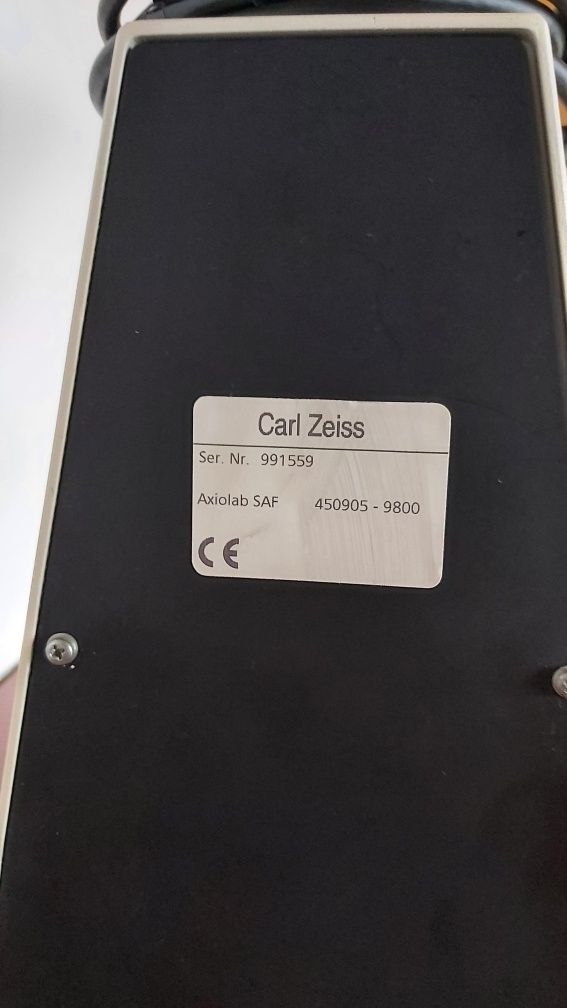 Carl Zeiss
Ser. Nr. 991559
Axiolab SAF 450905 - 9800
CE